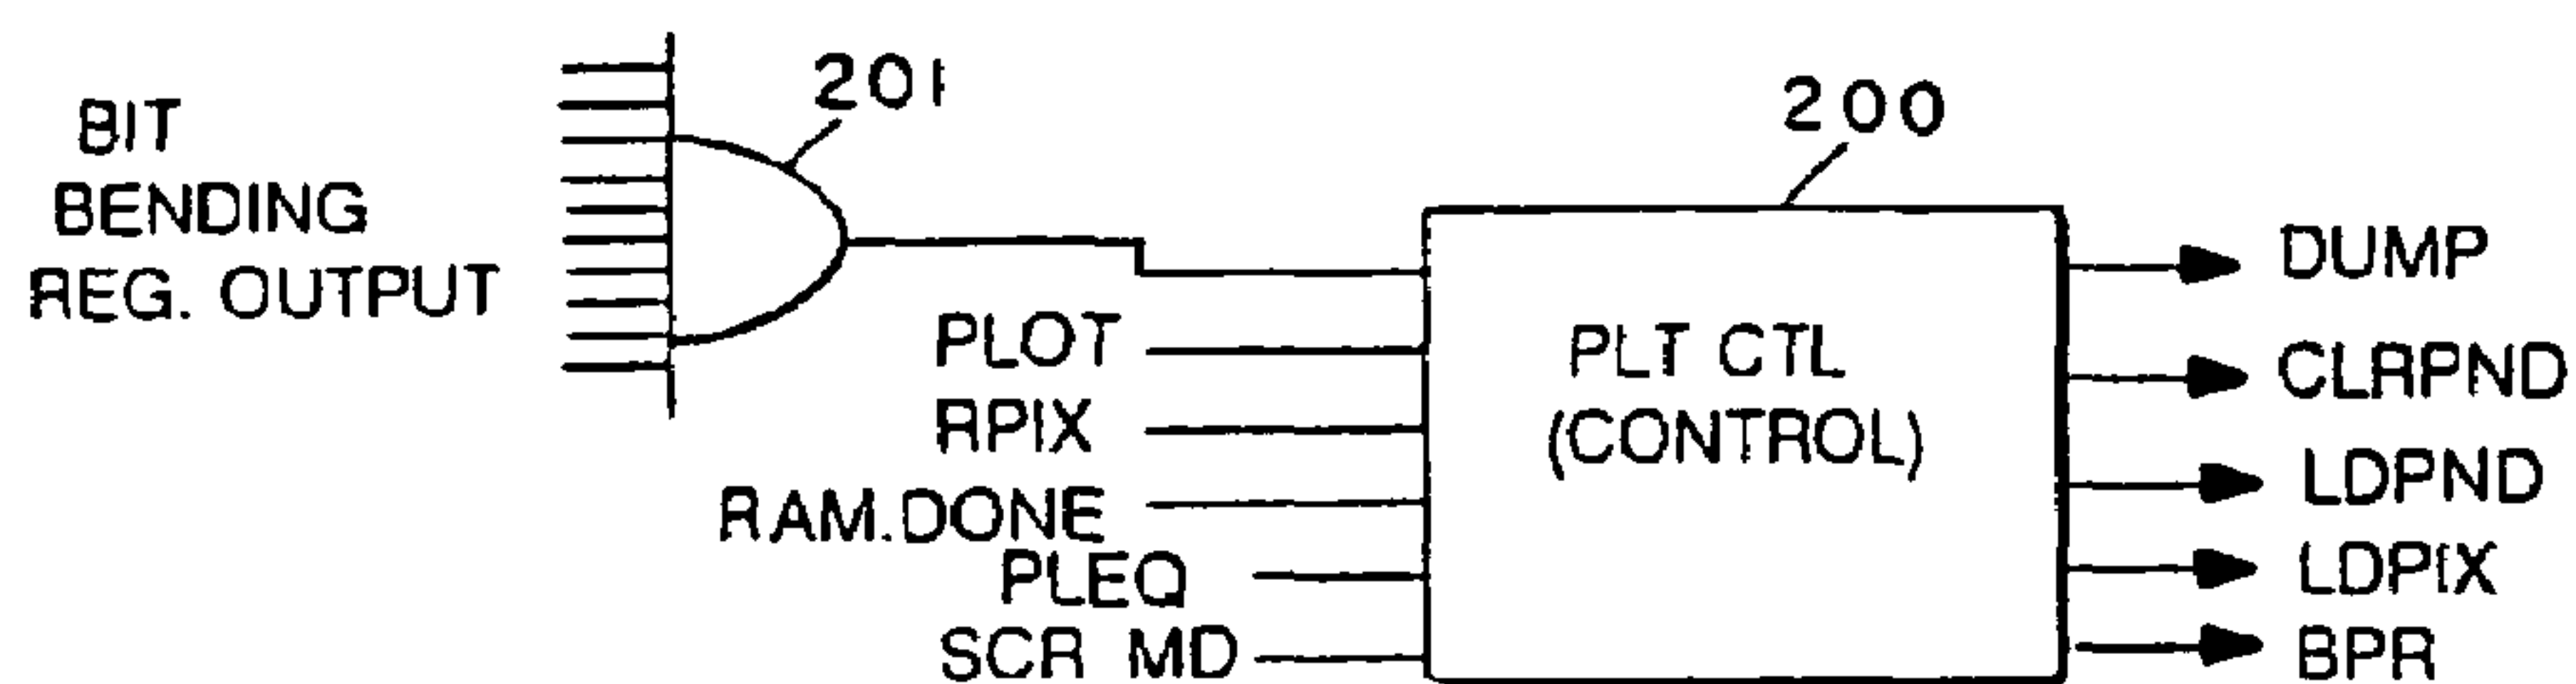 BIT
BENDING
REG. OUTPUT
201
200
PLOT
RPIX
RAM.DONE
PLEQ
SCR MD
PLT CTL
(CONTROL)
DUMP
CLRPND
LDPND
LDPIX
BPR